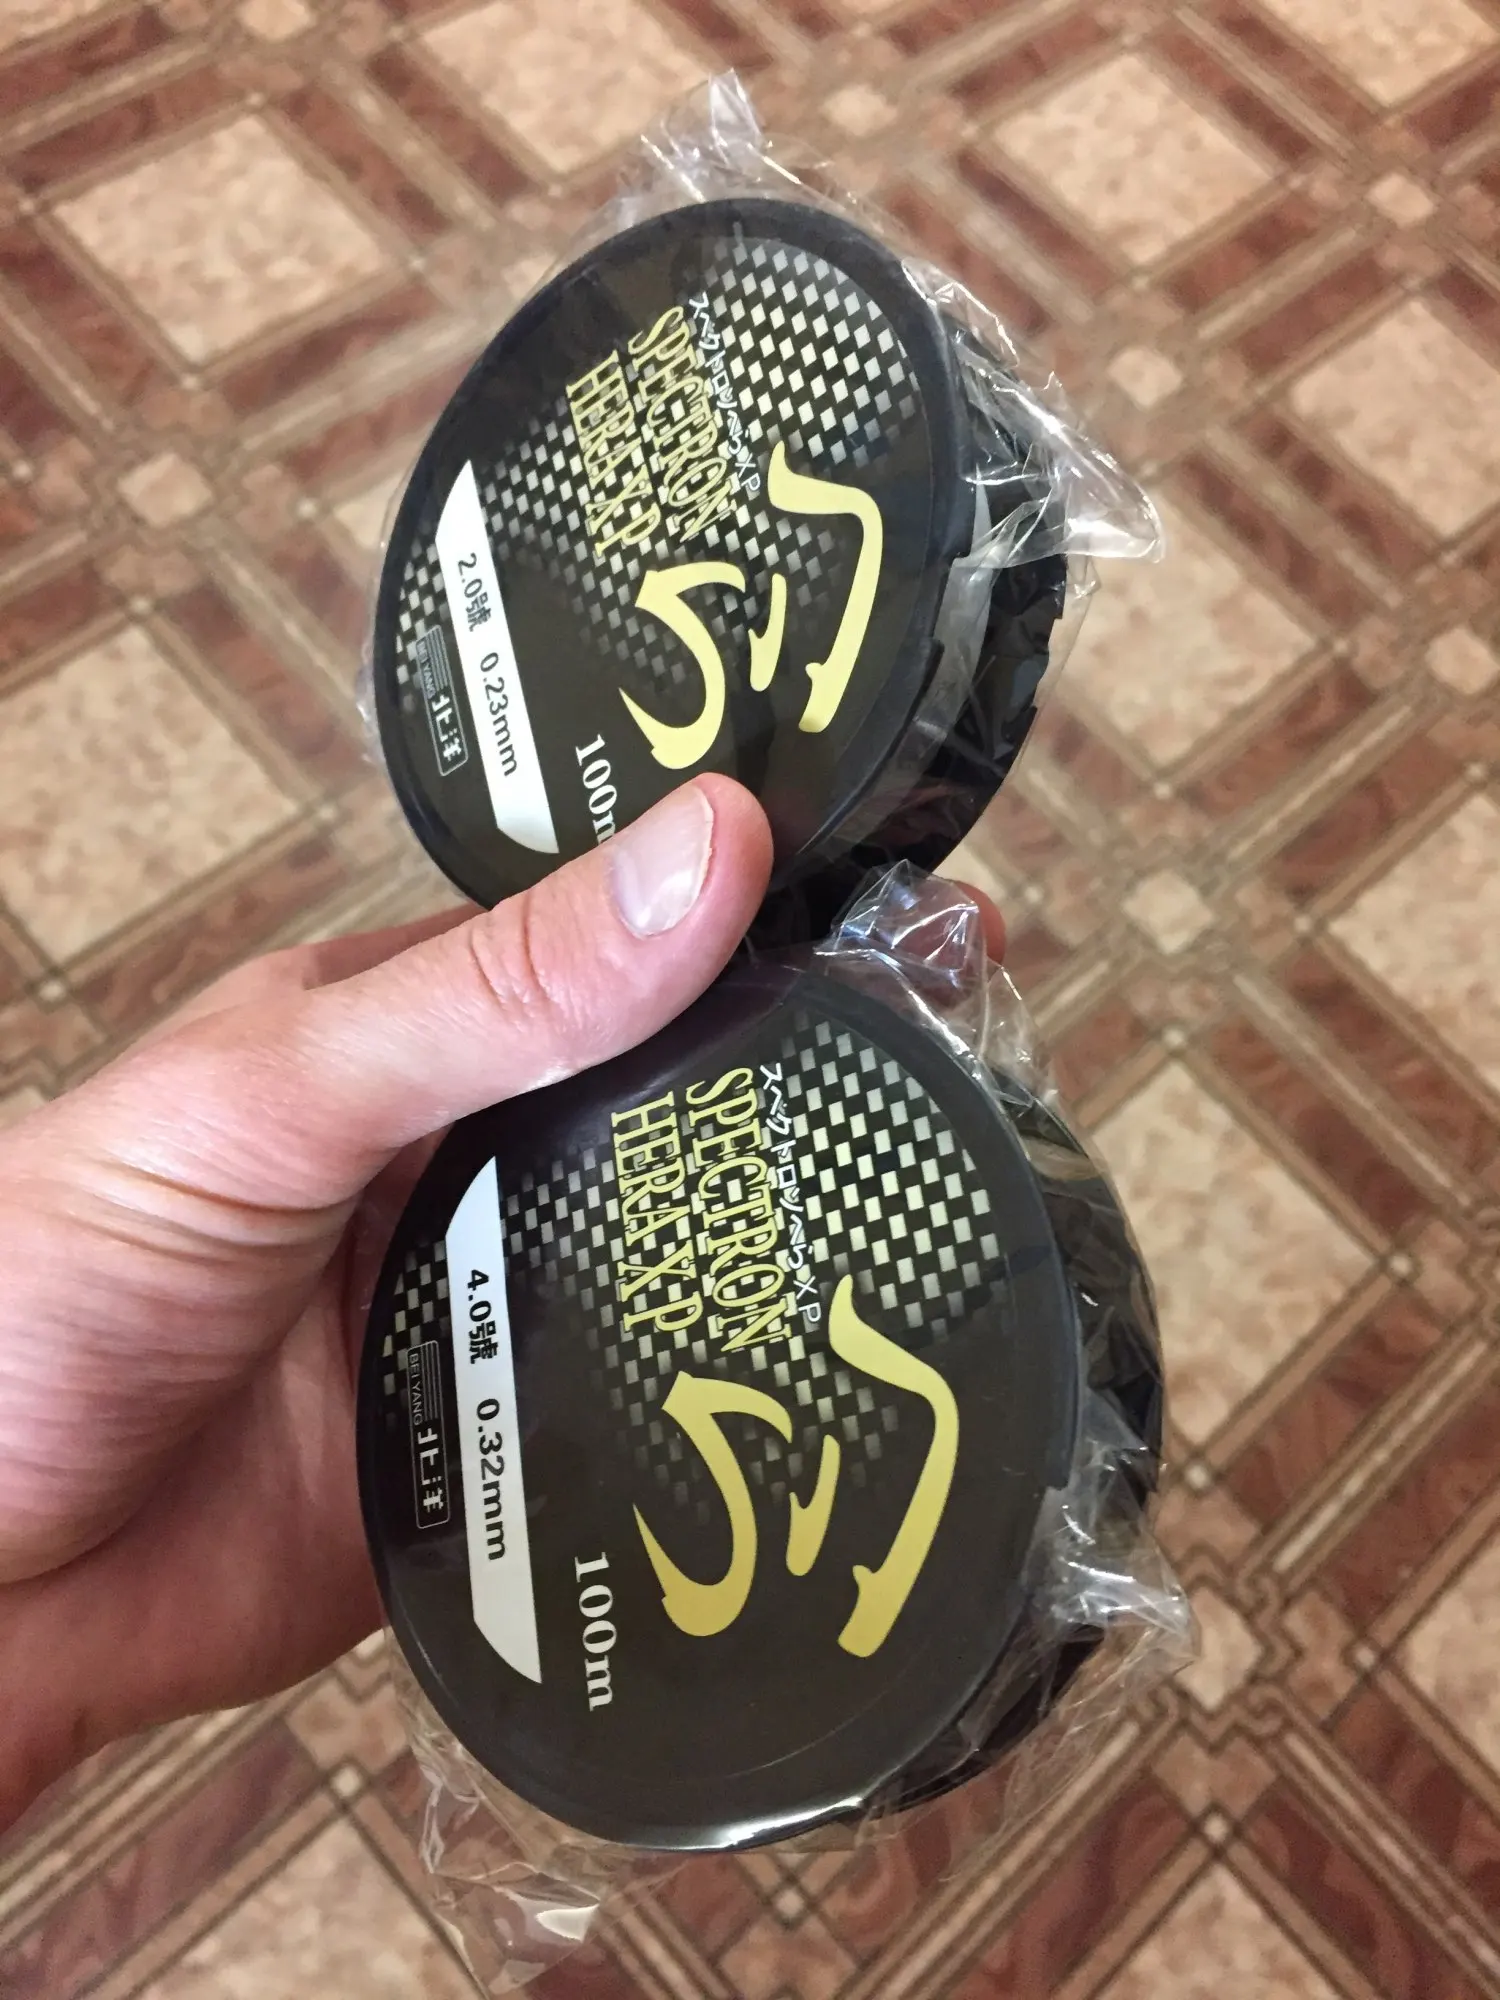 スペクトロンへらXP
SPECTRON
HERA XP
へら
100m
2.0號 0.23mm
BEI YANG 北洋
スペクトロンへらXP
SPECTRON
HERA XP
へら
100m
4.0號 0.32mm
BEI YANG 北洋